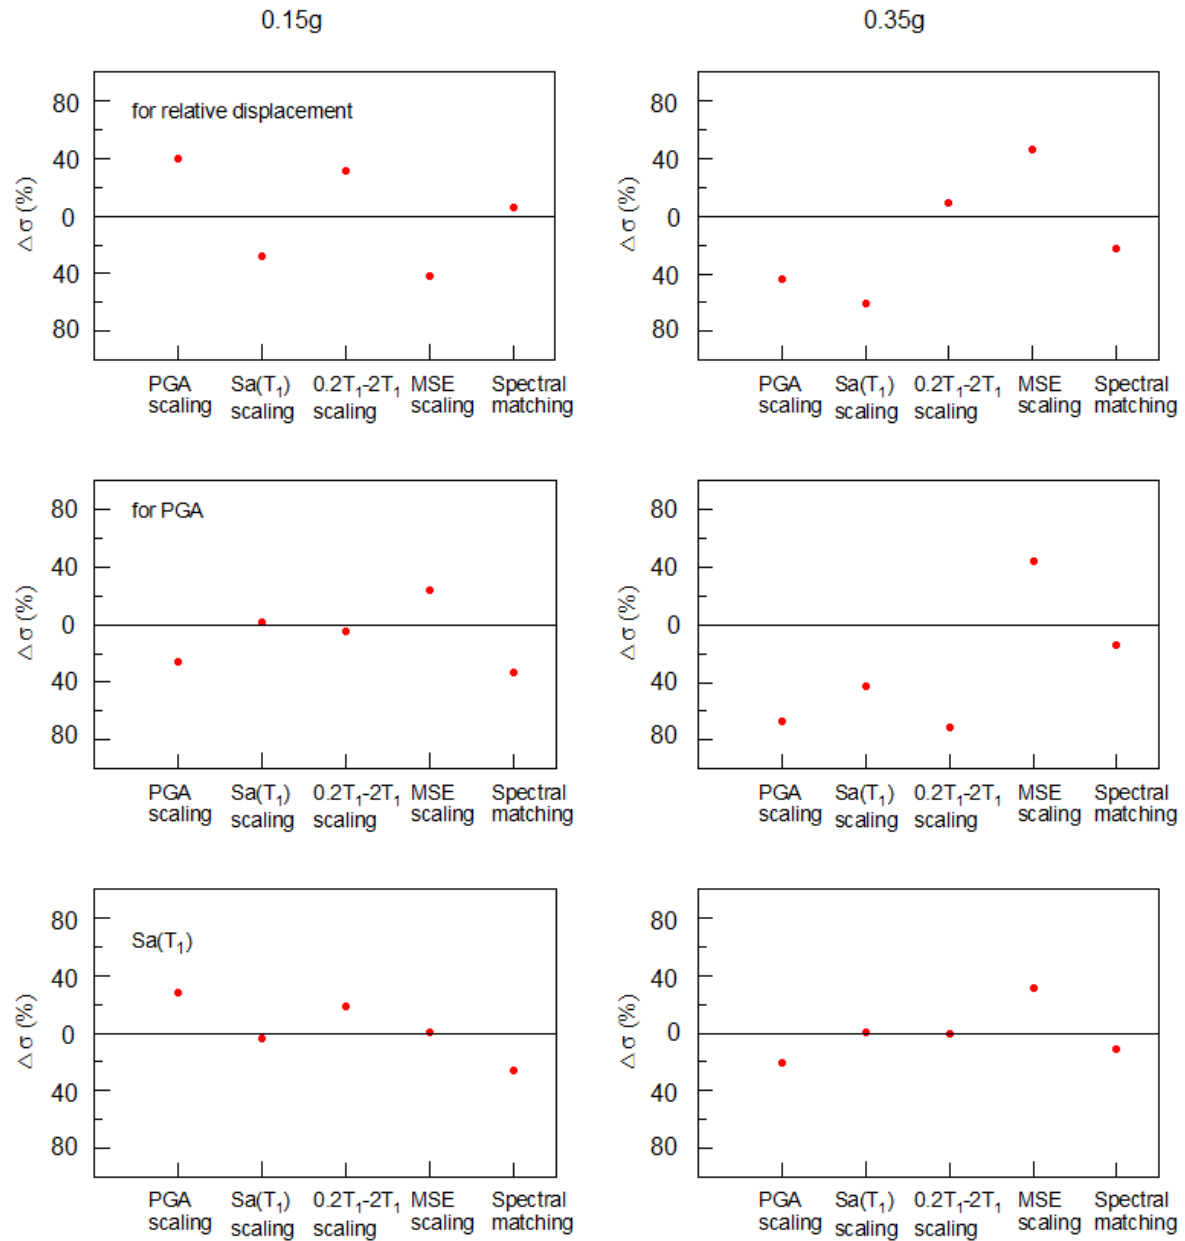 0.15g
0.35g
80
for relative displacement
40
0
40
80
△σ (%)
PGA scaling
Sa(T₁) scaling
0.2T₁-2T₁ scaling
MSE scaling
Spectral matching
80
40
0
40
80
△σ (%)
PGA scaling
Sa(T₁) scaling
0.2T₁-2T₁ scaling
MSE scaling
Spectral matching
80
for PGA
40
0
40
80
△σ (%)
PGA scaling
Sa(T₁) scaling
0.2T₁-2T₁ scaling
MSE scaling
Spectral matching
80
40
0
40
80
△σ (%)
PGA scaling
Sa(T₁) scaling
0.2T₁-2T₁ scaling
MSE scaling
Spectral matching
80
Sa(T₁)
40
0
40
80
△σ (%)
PGA scaling
Sa(T₁) scaling
0.2T₁-2T₁ scaling
MSE scaling
Spectral matching
80
40
0
40
80
△σ (%)
PGA scaling
Sa(T₁) scaling
0.2T₁-2T₁ scaling
MSE scaling
Spectral matching